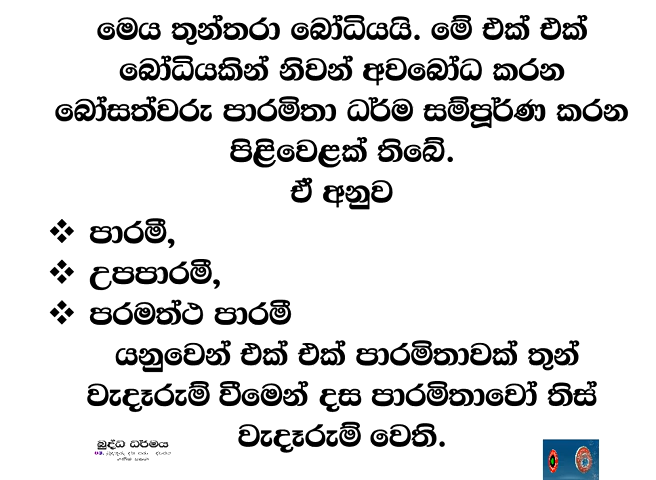 මෙය තුන්තරා බෝධියයි. මේ එක් එක්
බෝධියකින් නිවන් අවබෝධ කරන
බෝසත්වරු පාරමිතා ධර්ම සම්පූර්ණ කරන
පිළිවෙළක් තිබේ.
ඒ අනුව
❖ පාරමී,
❖ උපපාරමී,
❖ පරමත්ථ පාරමී
යනුවෙන් එක් එක් පාරමිතාවක් තුන්
වැදෑරුම් වීමෙන් දස පාරමිතාවෝ තිස්
වැදෑරුම් වෙති.
බුද්ධ ධර්මය